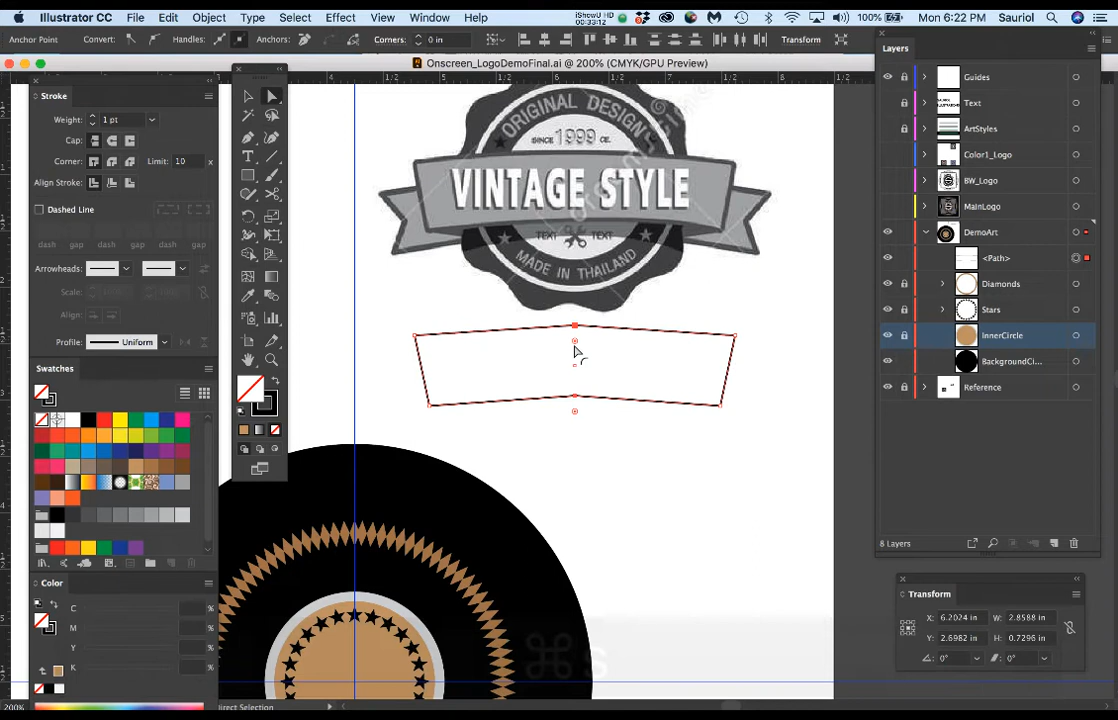 Illustrator CC File Edit Object Type Select Effect View Window Help
iShowU
00:33:12
100%
Mon 6:22 PM Sauriol
Anchor Point
Convert:
Handles:
Anchors:
Corners:
0 in
Transform
Onscreen_LogoDemoFinal.ai @ 200% (CMYK/GPU Preview)
Stroke
Weight:
1 pt
Cap:
Corner:
Limit:
10
x
Align Stroke:
Dashed Line
dash gap dash gap dash gap
Arrowheads:
Scale:
Align:
Profile:
Uniform
Swatches
Color
C
%
M
%
Y
%
K
%
200%
Direct Selection
ORIGINAL DESIGN
SINCE 1999 CE.
VINTAGE STYLE
TEXT TEXT
MADE IN THAILAND
⌘S
Layers
Guides
Text
ArtStyles
Color1_Logo
BW_Logo
MainLogo
DemoArt
<Path>
Diamonds
Stars
InnerCircle
BackgroundCi...
Reference
8 Layers
Transform
X: 6.2024 in
W: 2.8588 in
Y: 2.6982 in
H: 0.7296 in
0°
0°